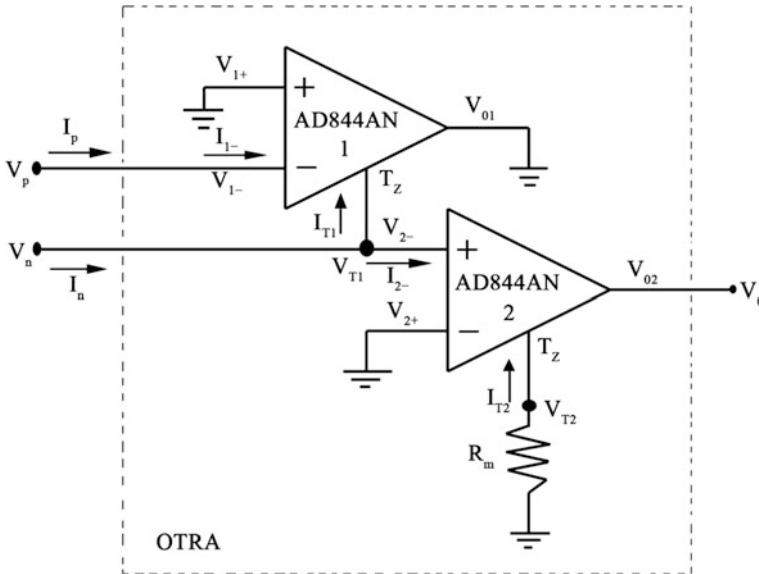 V1+
+
V01
AD844AN
1
Ip
I1−
−
Vp
V1−
TZ
IT1
V2−
+
Vn
VT1
In
I2−
V02
AD844AN
2
V2+
−
TZ
IT2
VT2
Rm
OTRA